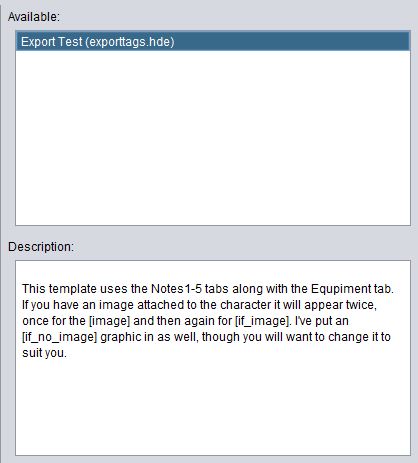 Available:
Export Test (exporttags.hde)
Description:
This template uses the Notes1-5 tabs along with the Equpiment tab.
If you have an image attached to the character it will appear twice,
once for the [image] and then again for [if_image]. I've put an
[if_no_image] graphic in as well, though you will want to change it to
suit you.